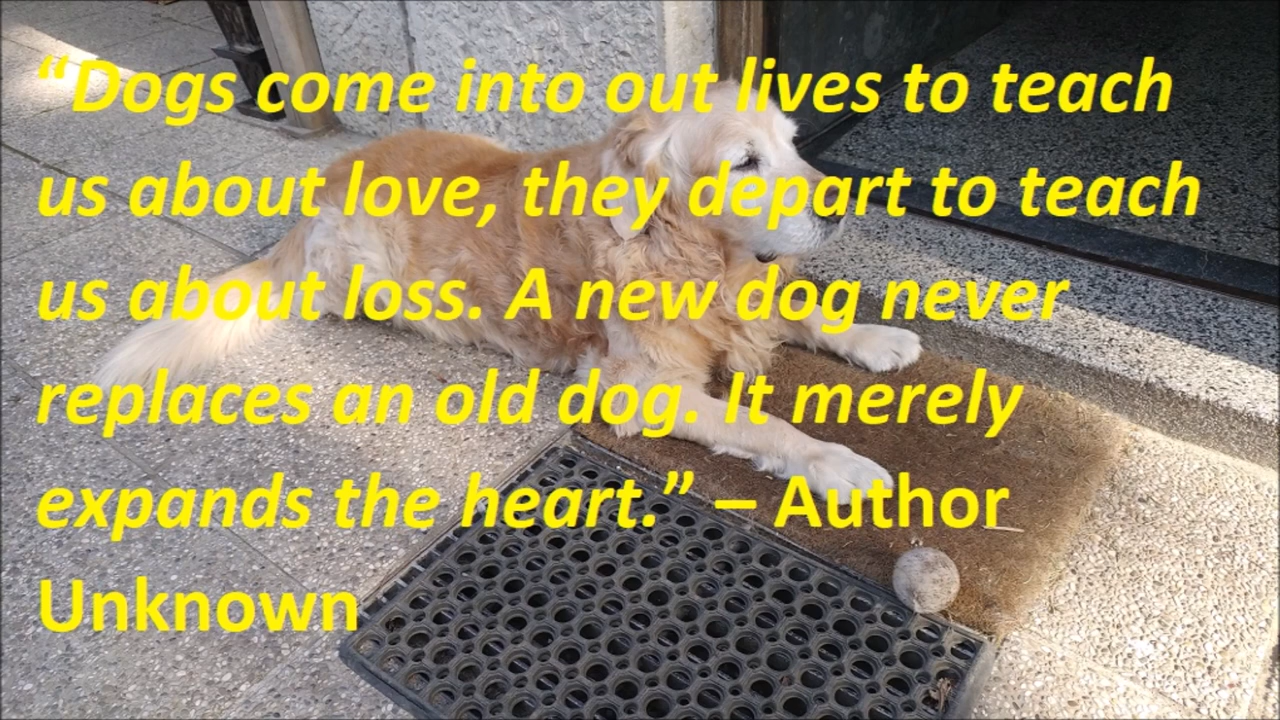 “Dogs come into out lives to teach
us about love, they depart to teach
us about loss. A new dog never
replaces an old dog. It merely
expands the heart.” – Author
Unknown